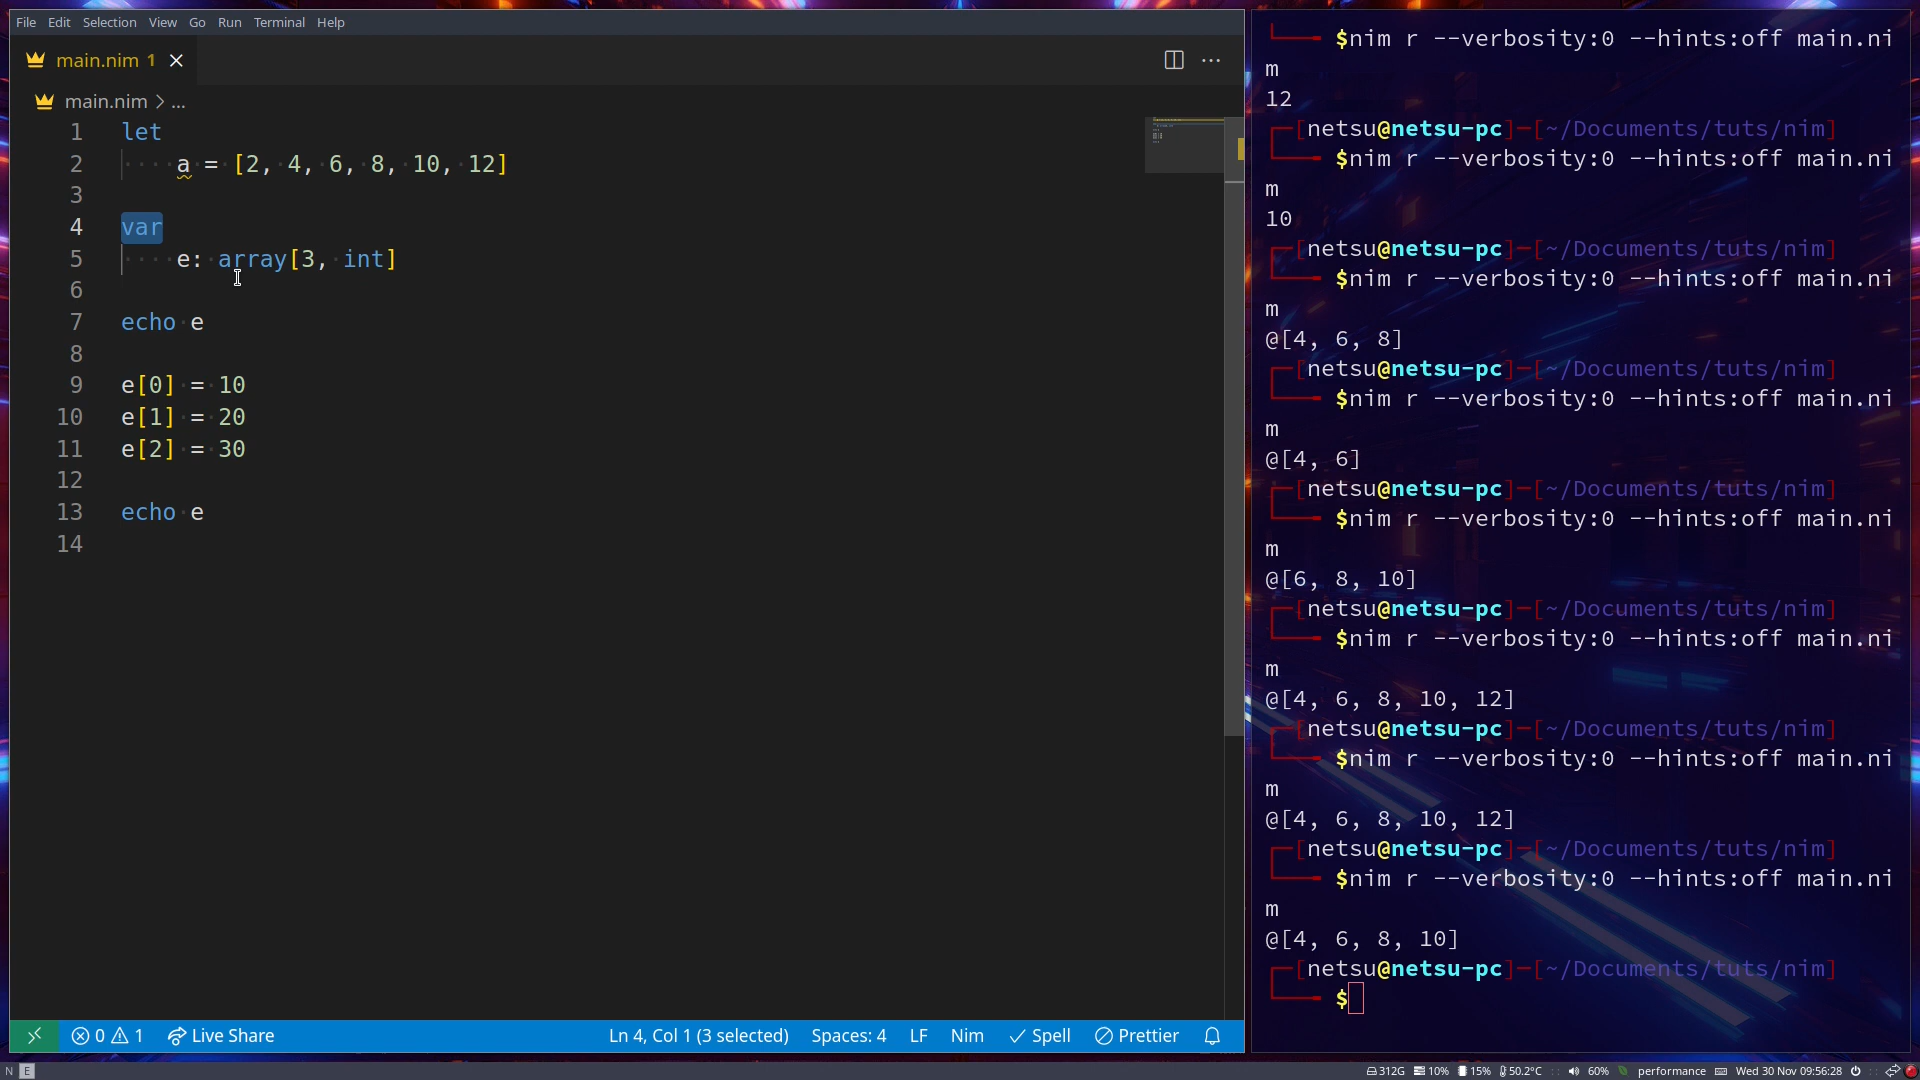 File Edit Selection View Go Run Terminal Help
main.nim 1
main.nim > ...
1 let
2 a = [2, 4, 6, 8, 10, 12]
3
4 var
5 e: array[3, int]
6
7 echo e
8
9 e[0] = 10
10 e[1] = 20
11 e[2] = 30
12
13 echo e
14
0 1 Live Share Ln 4, Col 1 (3 selected) Spaces: 4 LF Nim Spell Prettier
$nim r --verbosity:0 --hints:off main.ni
m
12
[netsu@netsu-pc]-[~/Documents/tuts/nim]
$nim r --verbosity:0 --hints:off main.ni
m
10
[netsu@netsu-pc]-[~/Documents/tuts/nim]
$nim r --verbosity:0 --hints:off main.ni
m
@[4, 6, 8]
[netsu@netsu-pc]-[~/Documents/tuts/nim]
$nim r --verbosity:0 --hints:off main.ni
m
@[4, 6]
[netsu@netsu-pc]-[~/Documents/tuts/nim]
$nim r --verbosity:0 --hints:off main.ni
m
@[6, 8, 10]
[netsu@netsu-pc]-[~/Documents/tuts/nim]
$nim r --verbosity:0 --hints:off main.ni
m
@[4, 6, 8, 10, 12]
[netsu@netsu-pc]-[~/Documents/tuts/nim]
$nim r --verbosity:0 --hints:off main.ni
m
@[4, 6, 8, 10, 12]
[netsu@netsu-pc]-[~/Documents/tuts/nim]
$nim r --verbosity:0 --hints:off main.ni
m
@[4, 6, 8, 10]
[netsu@netsu-pc]-[~/Documents/tuts/nim]
$
N E 312G 10% 15% 50.2°C 60% performance Wed 30 Nov 09:56:28